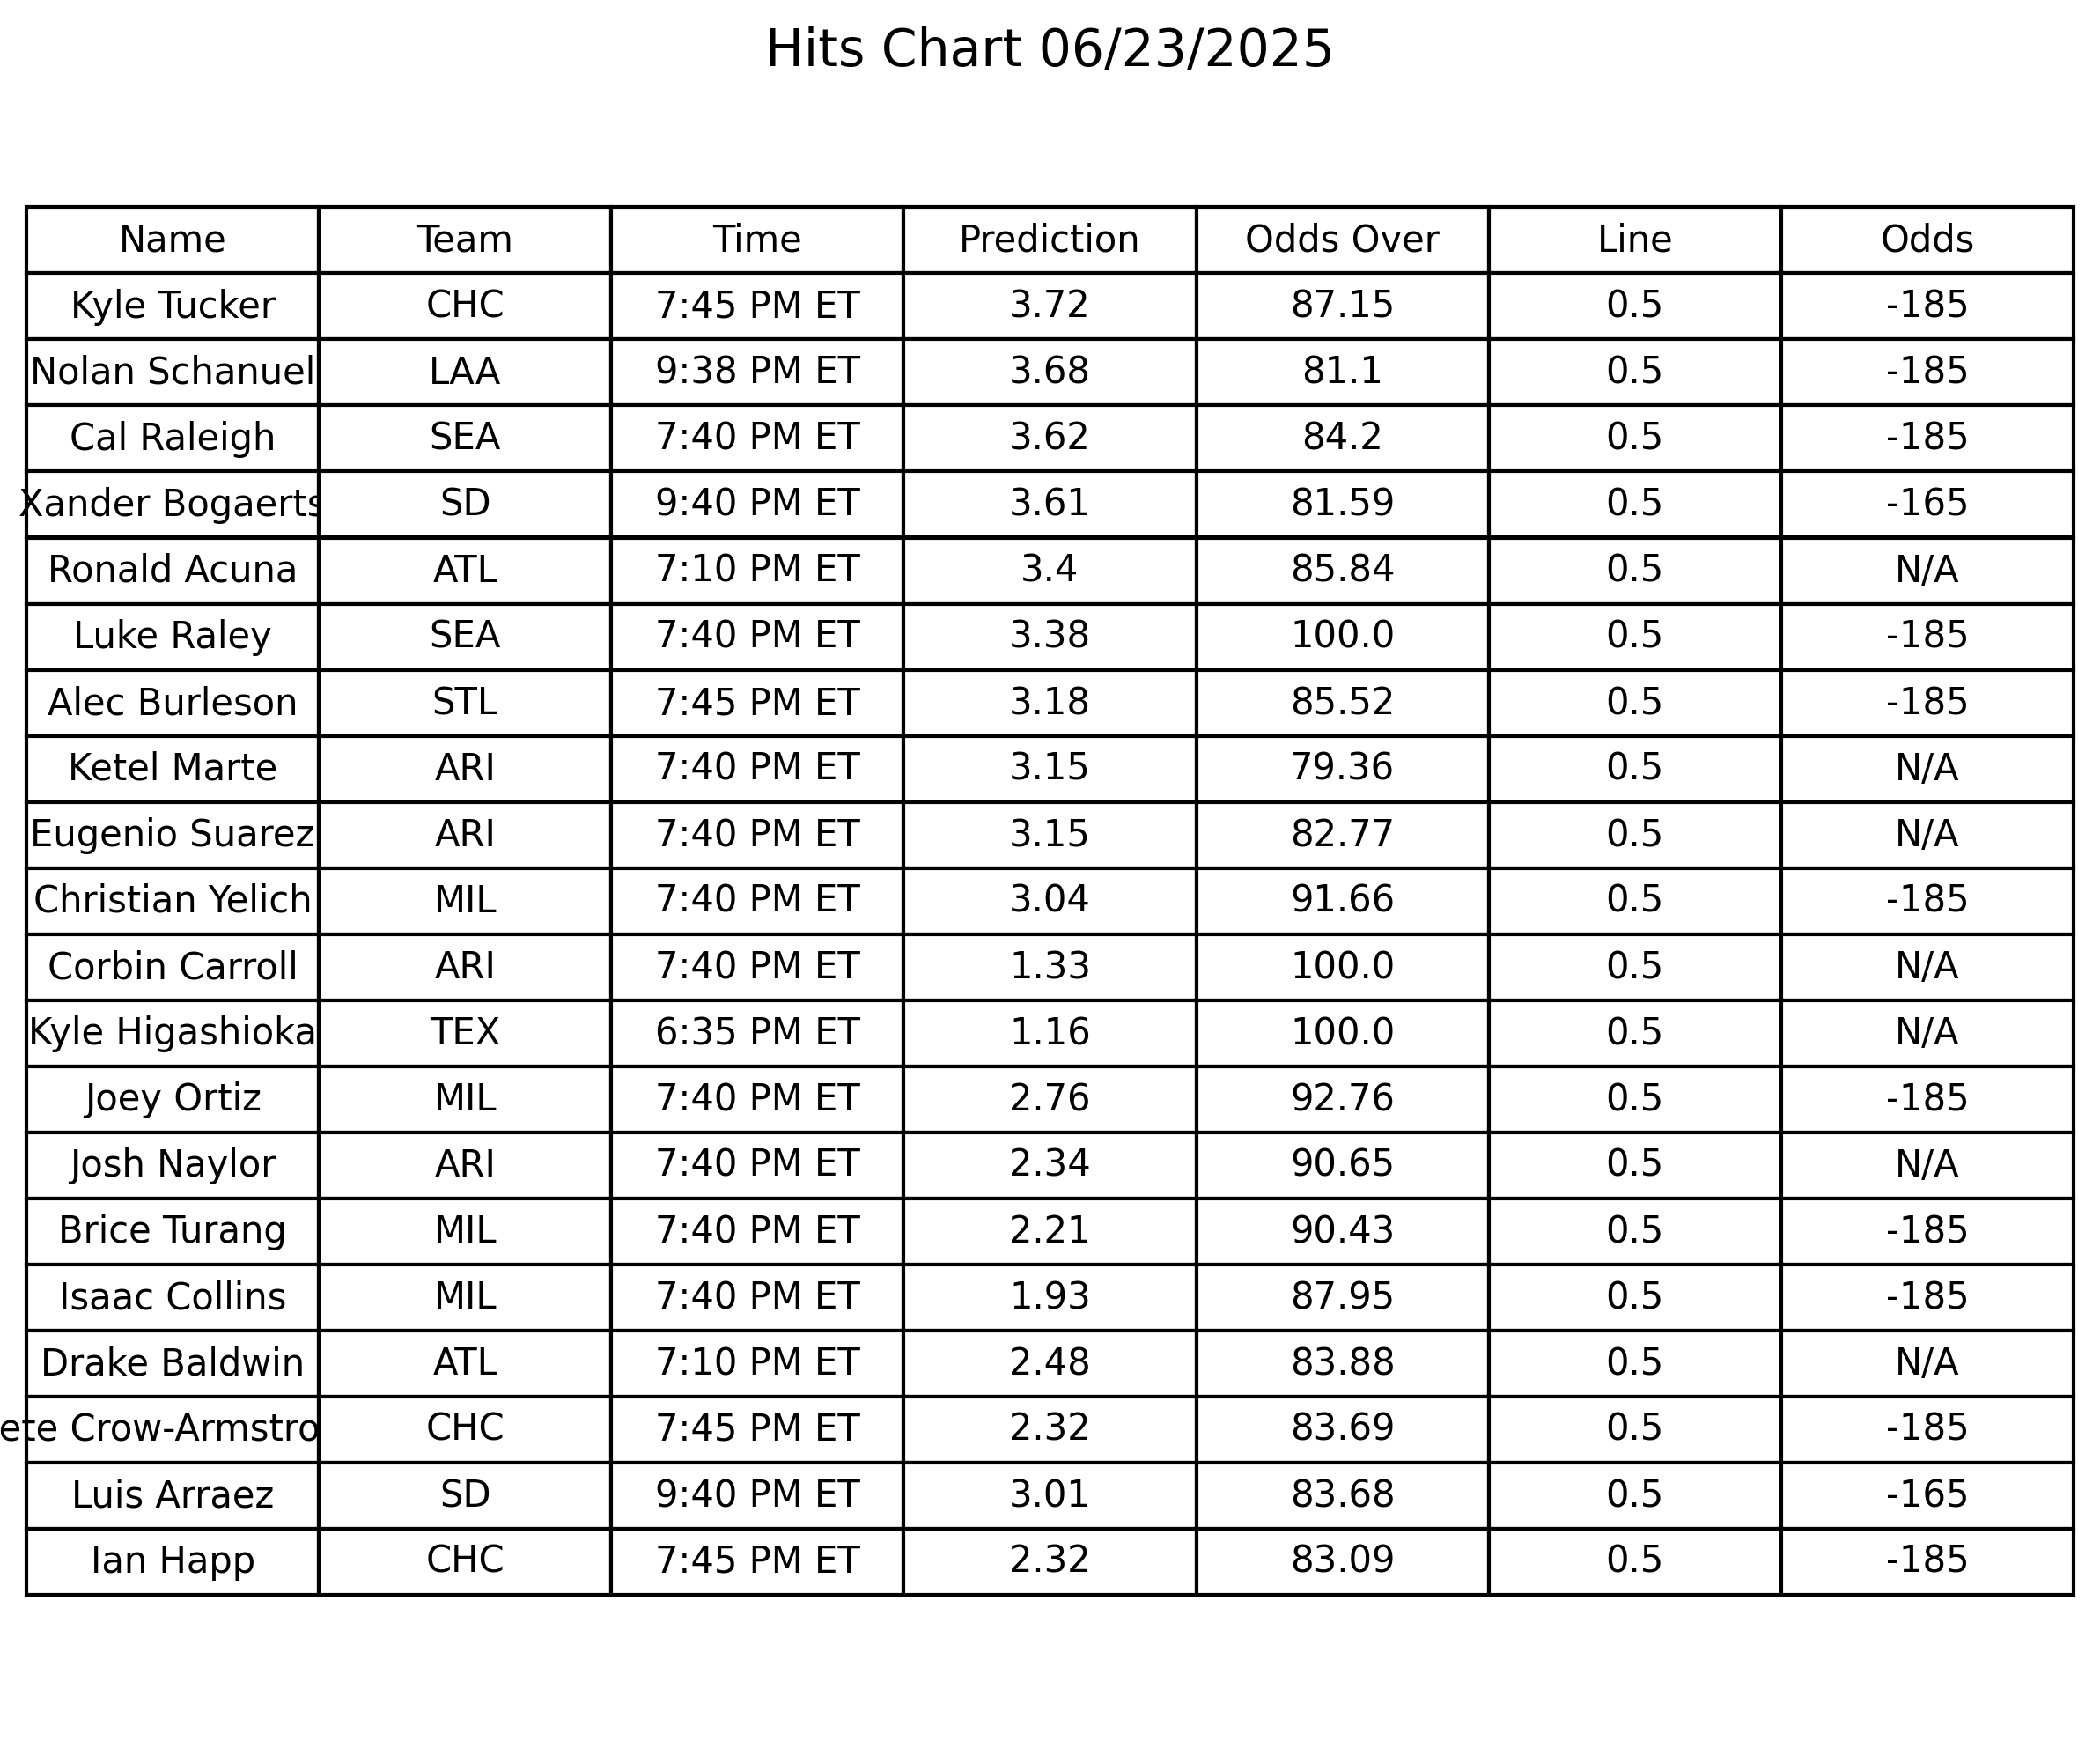 Hits Chart 06/23/2025
Name Team Time Prediction Odds Over Line Odds
Kyle Tucker CHC 7:45 PM ET 3.72 87.15 0.5 -185
Nolan Schanuel LAA 9:38 PM ET 3.68 81.1 0.5 -185
Cal Raleigh SEA 7:40 PM ET 3.62 84.2 0.5 -185
Xander Bogaerts SD 9:40 PM ET 3.61 81.59 0.5 -165
Ronald Acuna ATL 7:10 PM ET 3.4 85.84 0.5 N/A
Luke Raley SEA 7:40 PM ET 3.38 100.0 0.5 -185
Alec Burleson STL 7:45 PM ET 3.18 85.52 0.5 -185
Ketel Marte ARI 7:40 PM ET 3.15 79.36 0.5 N/A
Eugenio Suarez ARI 7:40 PM ET 3.15 82.77 0.5 N/A
Christian Yelich MIL 7:40 PM ET 3.04 91.66 0.5 -185
Corbin Carroll ARI 7:40 PM ET 1.33 100.0 0.5 N/A
Kyle Higashioka TEX 6:35 PM ET 1.16 100.0 0.5 N/A
Joey Ortiz MIL 7:40 PM ET 2.76 92.76 0.5 -185
Josh Naylor ARI 7:40 PM ET 2.34 90.65 0.5 N/A
Brice Turang MIL 7:40 PM ET 2.21 90.43 0.5 -185
Isaac Collins MIL 7:40 PM ET 1.93 87.95 0.5 -185
Drake Baldwin ATL 7:10 PM ET 2.48 83.88 0.5 N/A
ete Crow-Armstro CHC 7:45 PM ET 2.32 83.69 0.5 -185
Luis Arraez SD 9:40 PM ET 3.01 83.68 0.5 -165
Ian Happ CHC 7:45 PM ET 2.32 83.09 0.5 -185